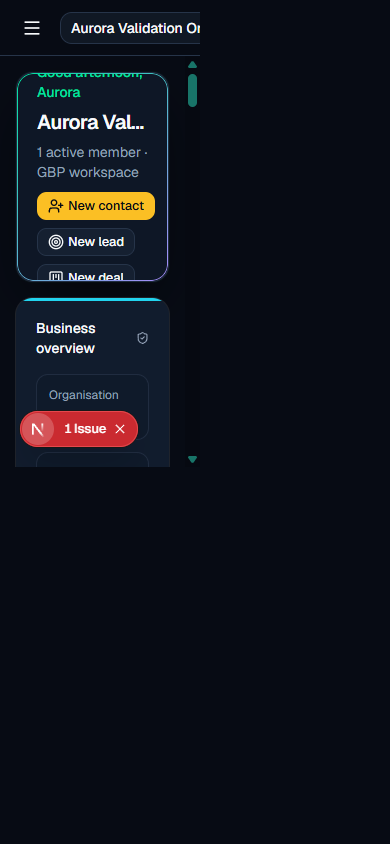 Aurora Validation Or
Good afternoon,
Aurora
Aurora Val...
1 active member ·
GBP workspace
New contact
New lead
New deal
Business
overview
Organisation
N
1 Issue